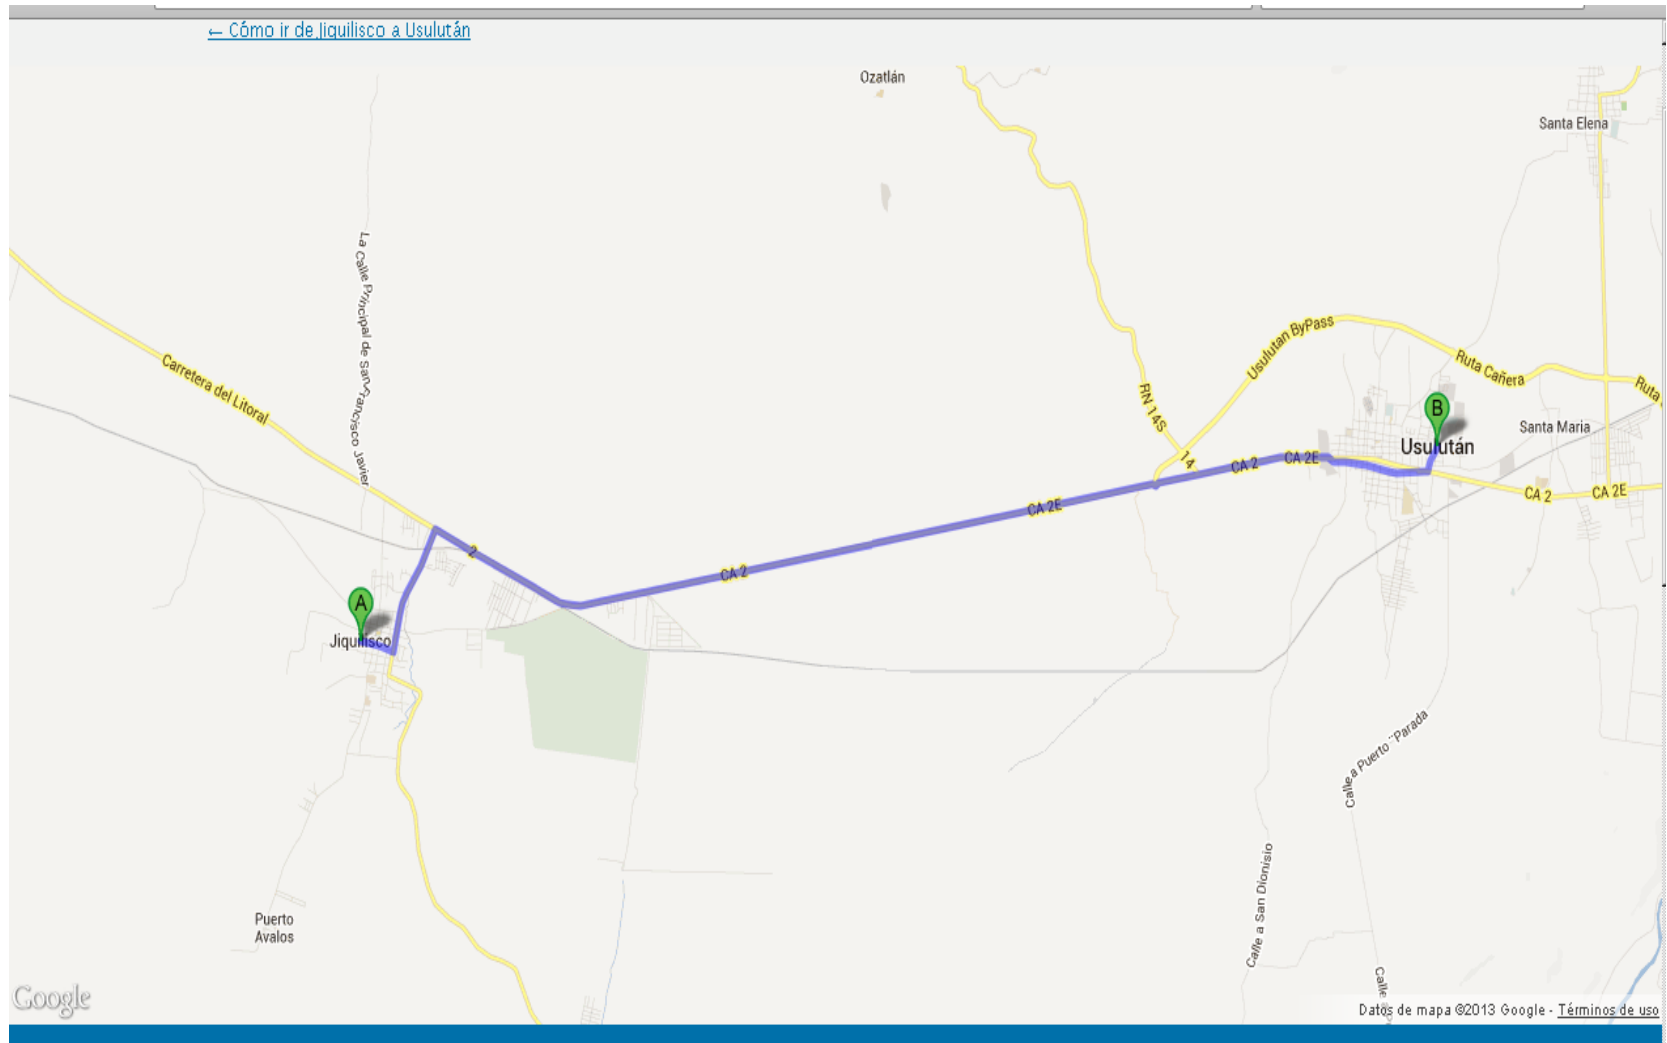 ← Cómo ir de Jiquilisco a Usulután
Ozatlán
Santa Elena
La Calle Principal de San Francisco Javier
Usulutan ByPass
Carretera del Litoral
Ruta Cañera
Ruta
RN 14S
B
Santa Maria
Usulután
14
CA 2
CA 2E
CA 2
CA 2E
CA 2E
2
CA 2
A
Jiquilisco
Calle a Puerto ¨Parada
Calle a San Dionisio
Puerto
Avalos
Calle
Google
Datos de mapa ©2013 Google - Términos de uso